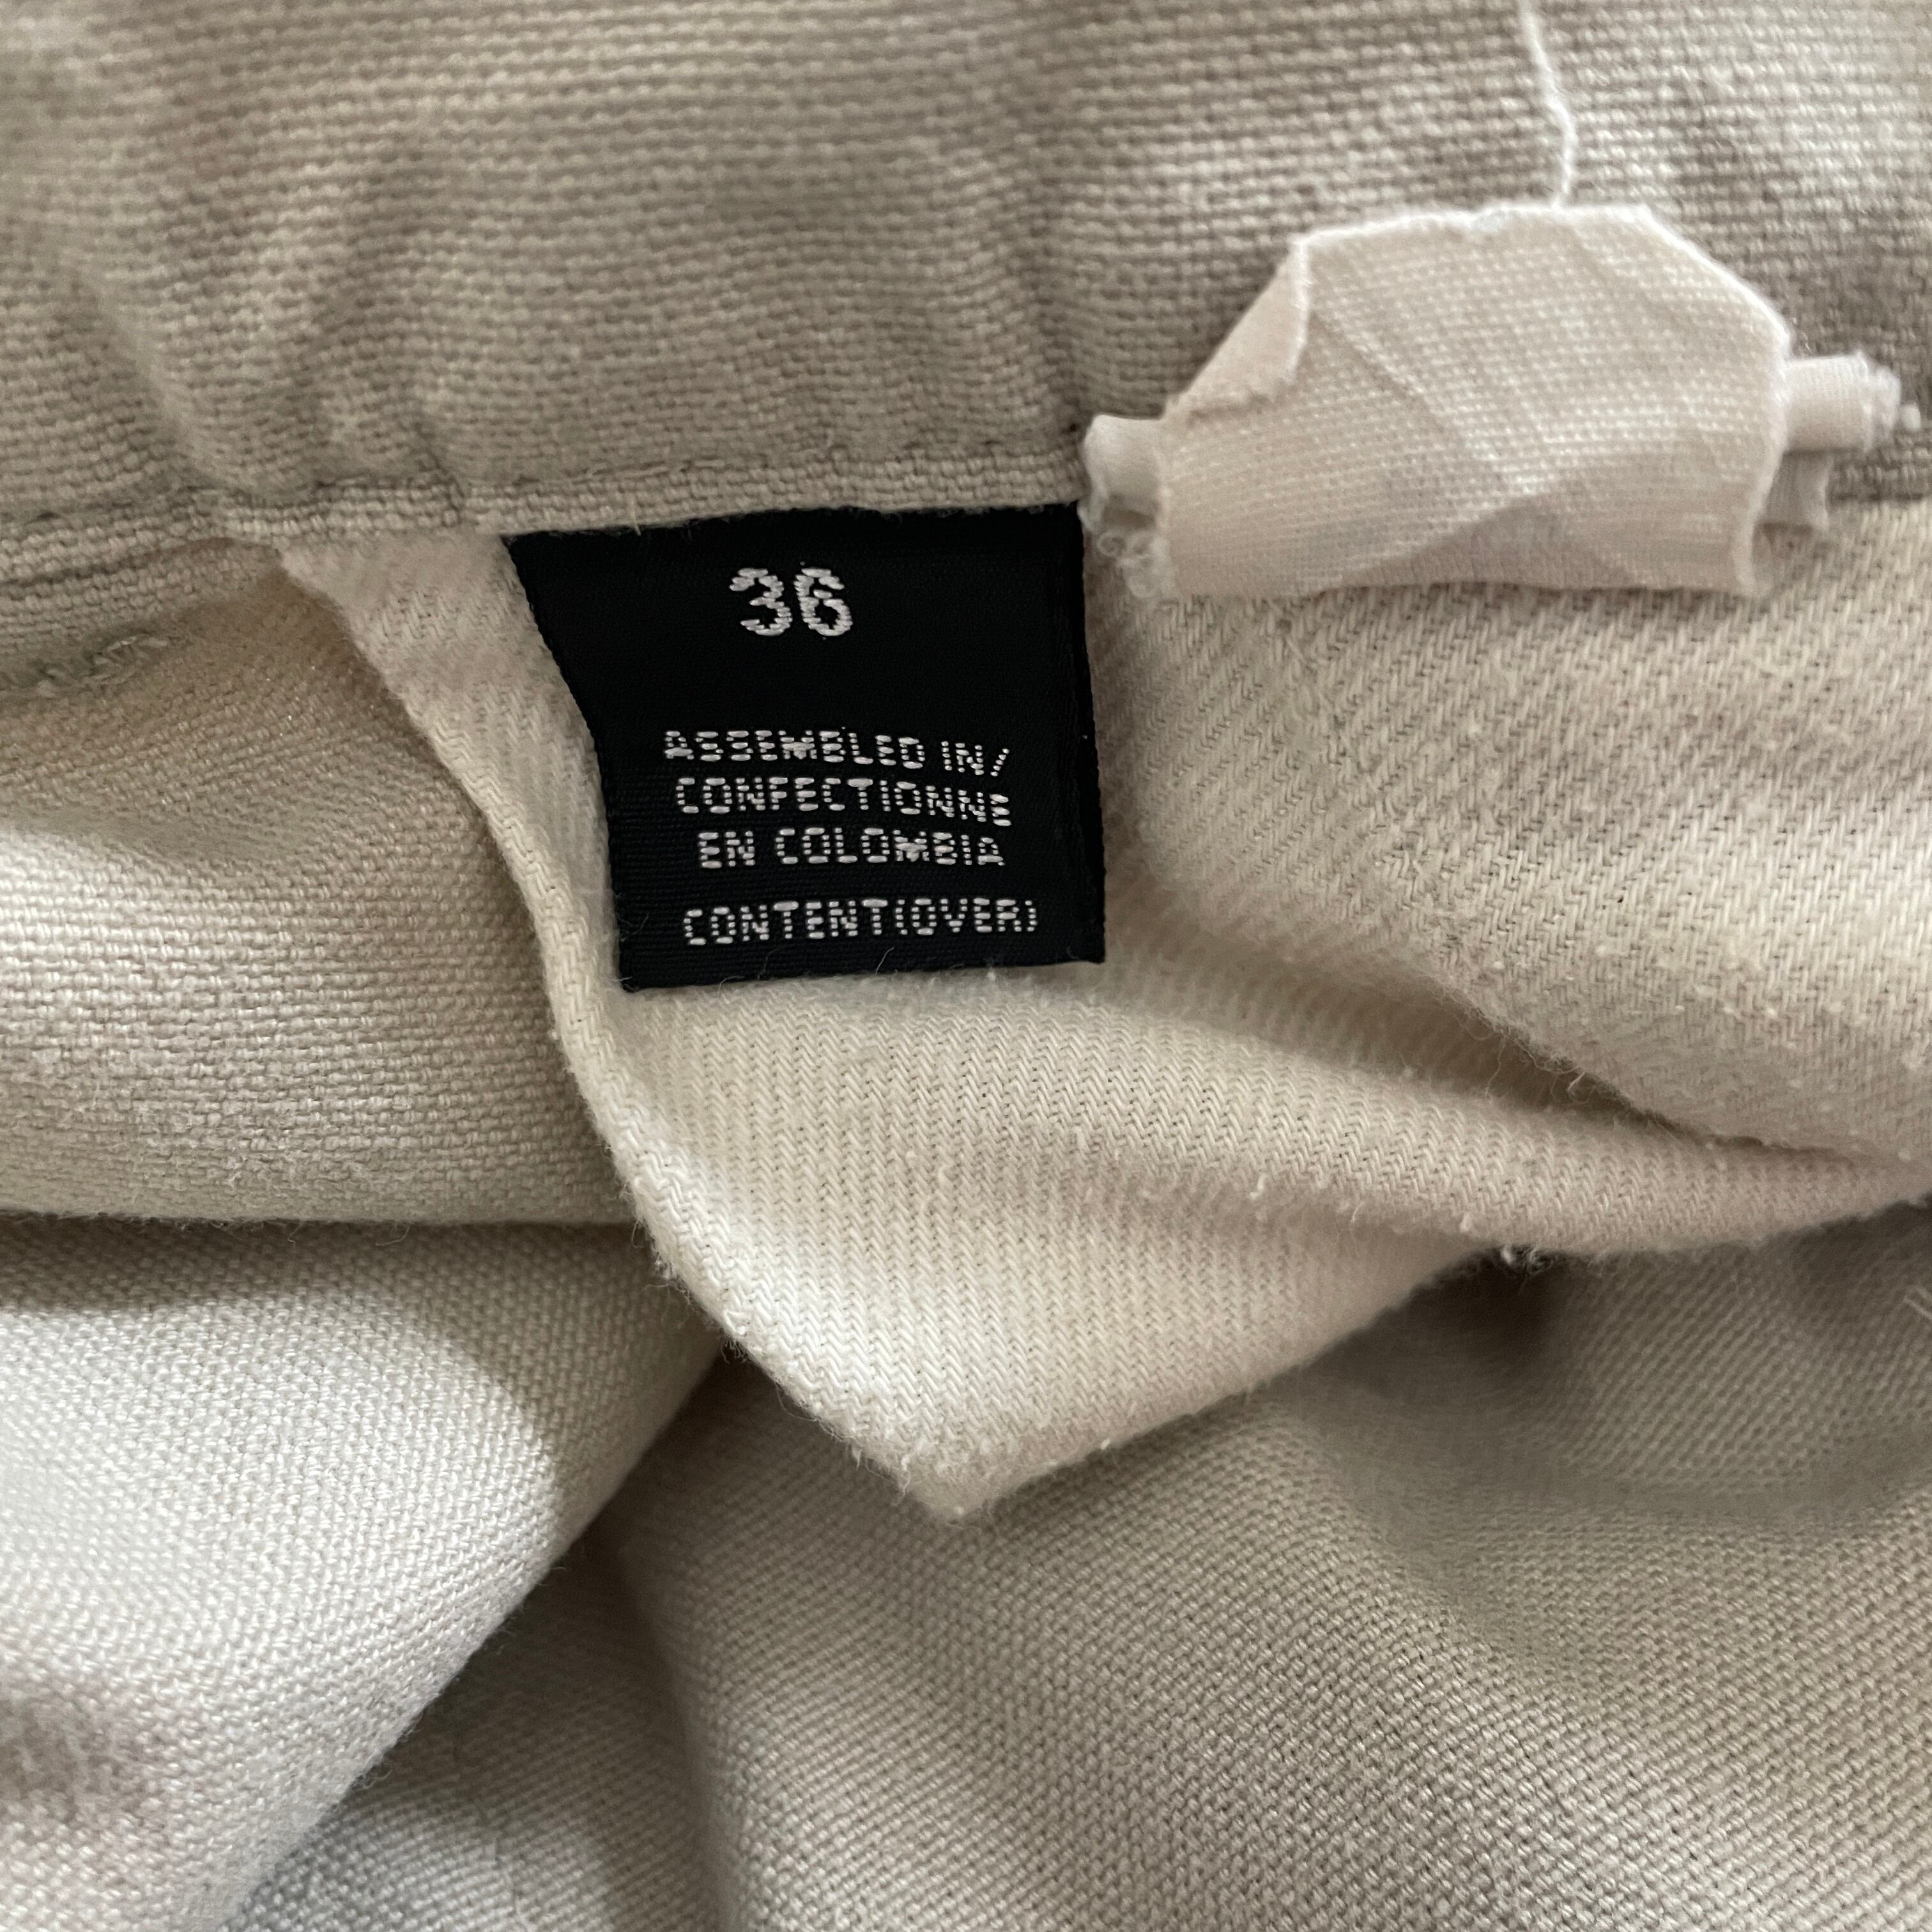 36
ASSEMBLED IN/
CONFECTIONNE
EN COLOMBIA
CONTENT(OVER)